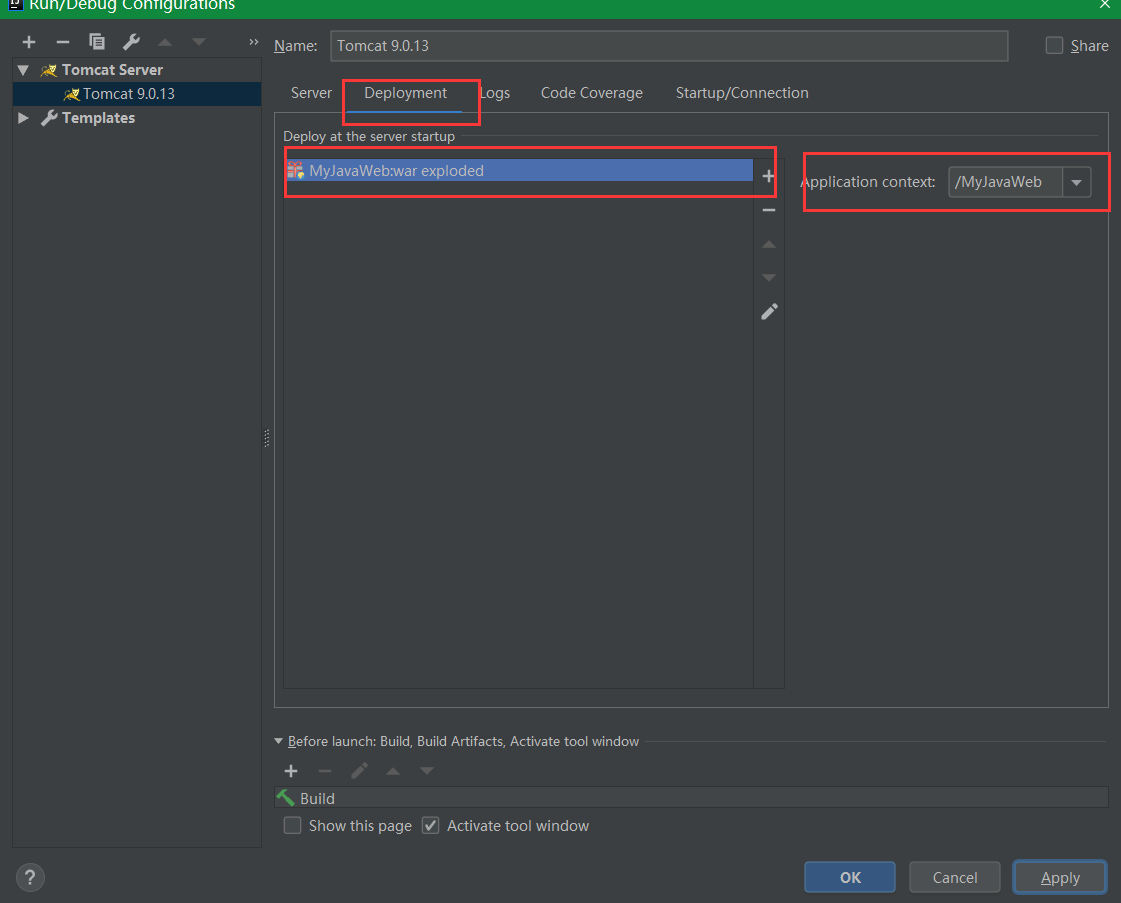 Run/Debug Configurations
Name: Tomcat 9.0.13 Share
Tomcat Server
Tomcat 9.0.13
Templates
Server Deployment Logs Code Coverage Startup/Connection
Deploy at the server startup
MyJavaWeb:war exploded
Application context: /MyJavaWeb
Before launch: Build, Build Artifacts, Activate tool window
Build
Show this page Activate tool window
? OK Cancel Apply